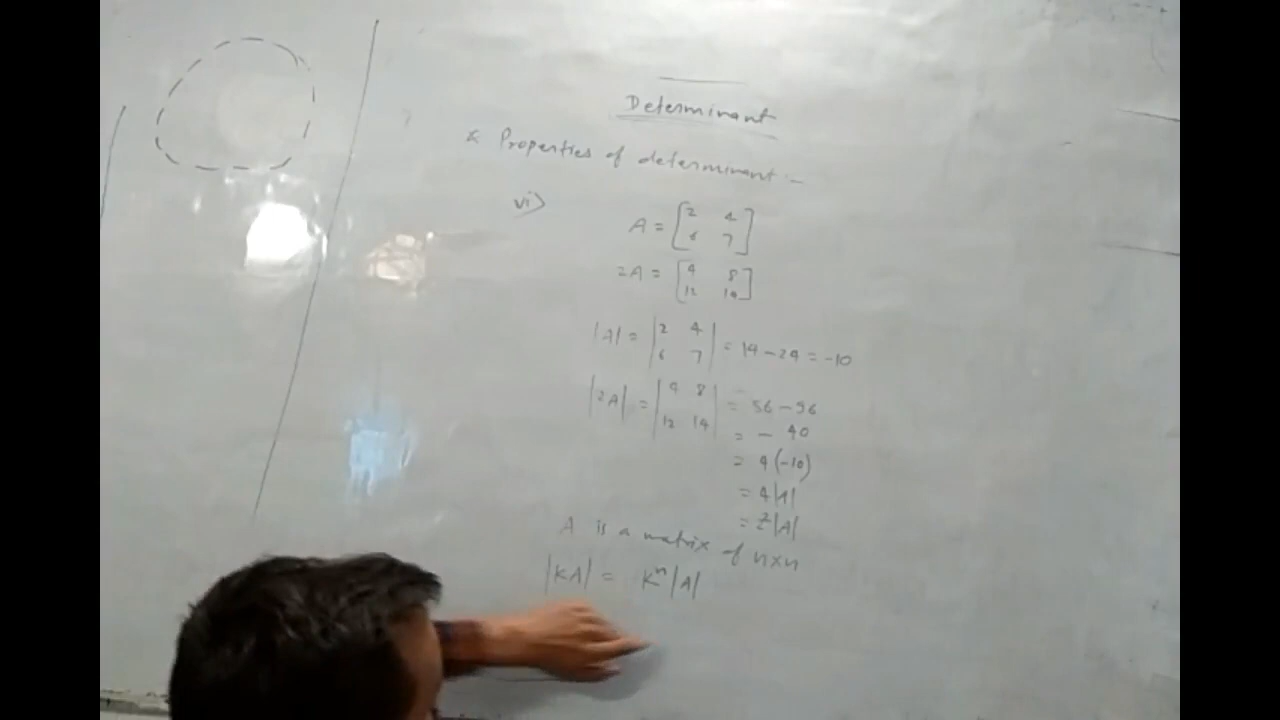 Determinant
* Properties of determinant :-
vi>
A = [2 4
6 7]
2A = [4 8
12 14]
|A| = |2 4
6 7| = 14 - 24 = -10
|2A| = |4 8
12 14| = 56 - 96
= - 40
= 4(-10)
= 4|A|
= 2²|A|
A is a matrix of n×n
|KA| = Kⁿ|A|